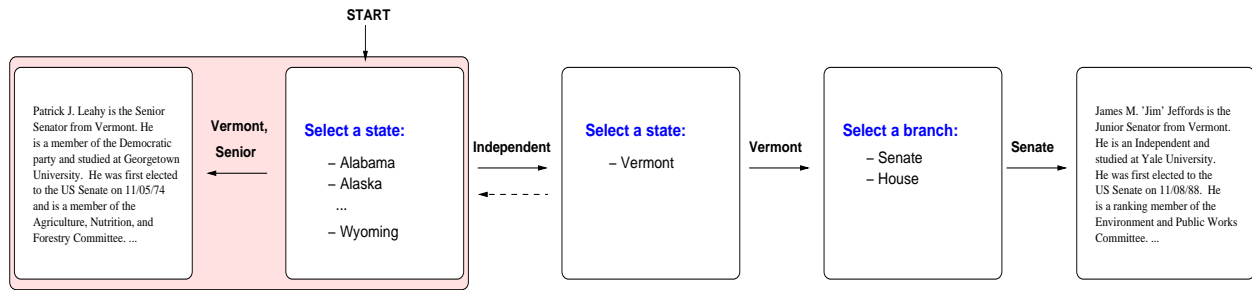 START
Patrick J. Leahy is the Senior
Senator from Vermont. He
is a member of the Democratic
party and studied at Georgetown
University. He was first elected
to the US Senate on 11/05/74
and is a member of the
Agriculture, Nutrition, and
Forestry Committee. ...
Vermont,
Senior
Select a state:
– Alabama
– Alaska
...
– Wyoming
Independent
Select a state:
– Vermont
Vermont
Select a branch:
– Senate
– House
Senate
James M. 'Jim' Jeffords is the
Junior Senator from Vermont.
He is an Independent and
studied at Yale University.
He was first elected to the
US Senate on 11/08/88. He
is a ranking member of the
Environment and Public Works
Committee. ...